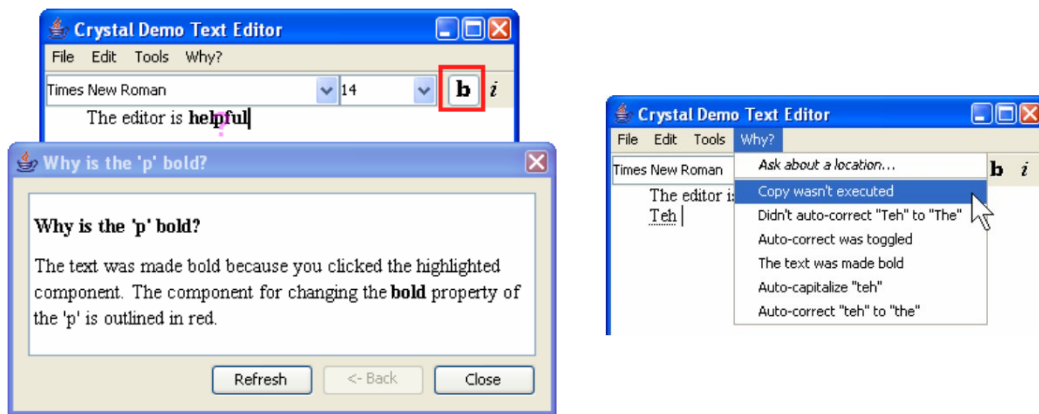 Crystal Demo Text Editor
File Edit Tools Why?
Times New Roman 14 b i
The editor is helpful
?
Why is the 'p' bold?
Why is the 'p' bold?
The text was made bold because you clicked the highlighted
component. The component for changing the bold property of
the 'p' is outlined in red.
Refresh <- Back Close
Crystal Demo Text Editor
File Edit Tools Why?
Times New Roman b i
The editor is
Teh
Ask about a location...
Copy wasn't executed
Didn't auto-correct "Teh" to "The"
Auto-correct was toggled
The text was made bold
Auto-capitalize "teh"
Auto-correct "teh" to "the"